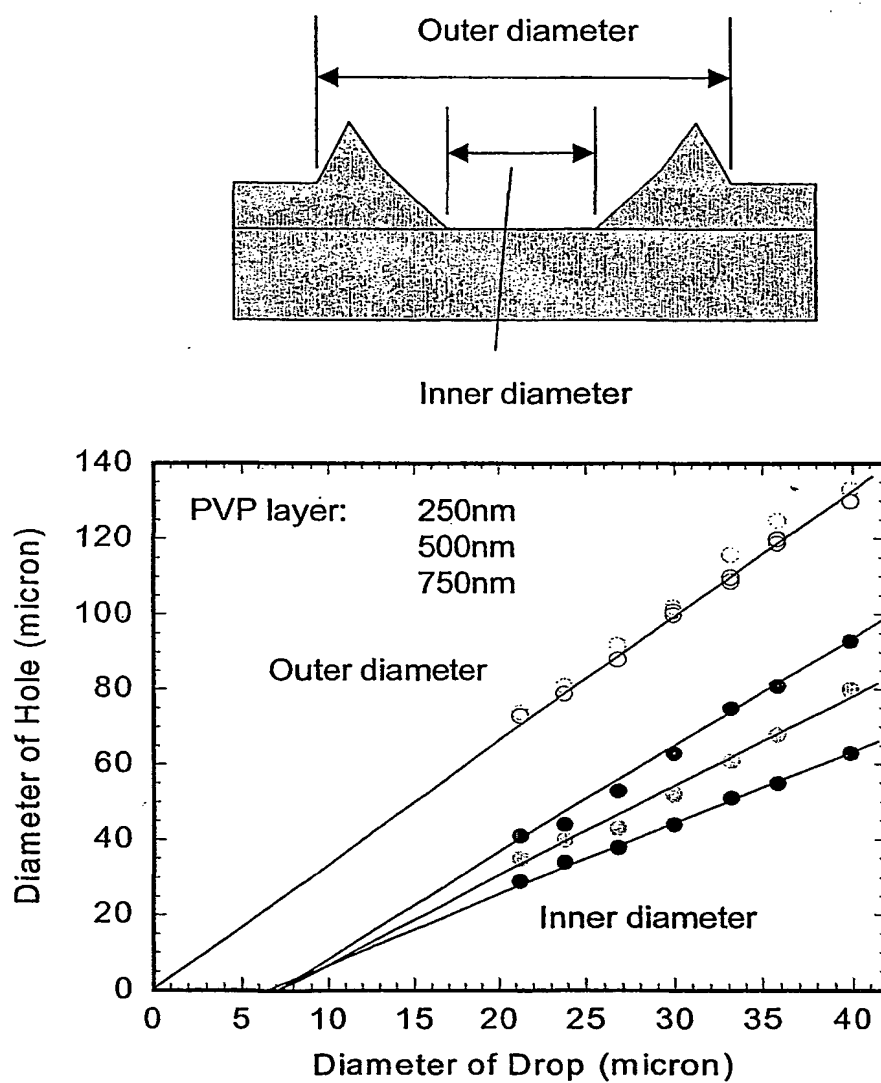 Outer diameter
Inner diameter
140
120
100
80
60
40
20
0
Diameter of Hole (micron)
PVP layer: 250nm
500nm
750nm
Outer diameter
Inner diameter
0 5 10 15 20 25 30 35 40
Diameter of Drop (micron)